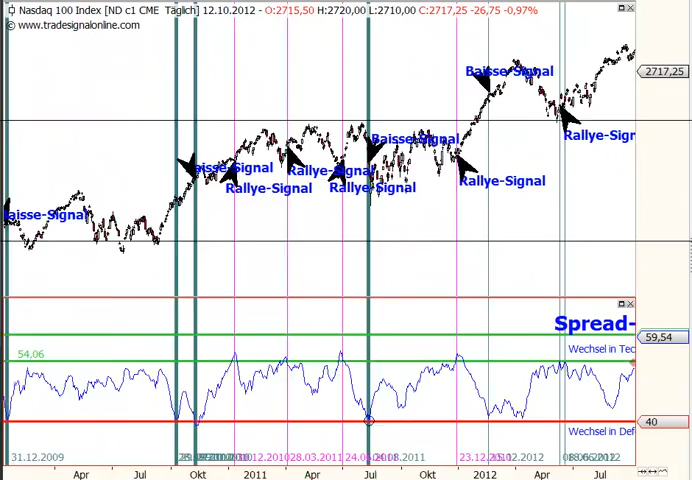 Nasdaq 100 Index [ND c1 CME Täglich] 12.10.2012 - O:2715,50 H:2720,00 L:2710,00 C:2717,25 -26,75 -0,97%
© www.tradesignalonline.com
Baisse-Signal
2717,25
Baisse-Signal
Rallye-Sigr
aisse-Signal
Rallye-Signal
Rallye-Signal
Rallye-Signal
Rallye-Signal
Baisse-Signal
Spread-
59,54
Wechsel in Tec
54,06
40
Wechsel in Def
31.12.2009
28.03.2011
2011
Apr
Jul
Okt
2011
Apr
Jul
Okt
2012
Apr
Jul